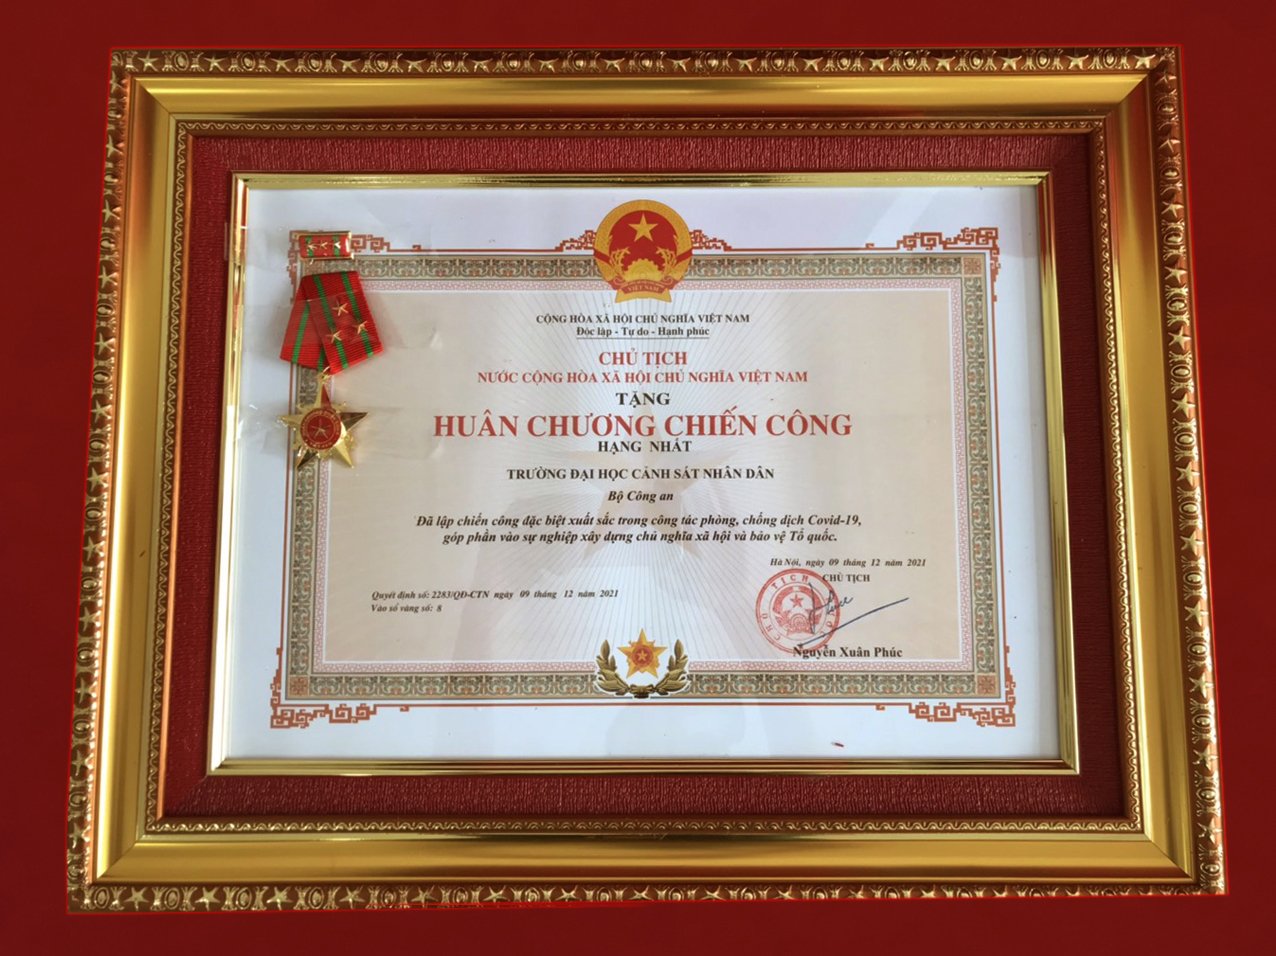 VIỆT NAM
CỘNG HÒA XÃ HỘI CHỦ NGHĨA VIỆT NAM
Độc lập - Tự do - Hạnh phúc
CHỦ TỊCH
NƯỚC CỘNG HÒA XÃ HỘI CHỦ NGHĨA VIỆT NAM
TẶNG
HUÂN CHƯƠNG CHIẾN CÔNG
HẠNG NHẤT
TRƯỜNG ĐẠI HỌC CẢNH SÁT NHÂN DÂN
Bộ Công an
Đã lập chiến công đặc biệt xuất sắc trong công tác phòng, chống dịch Covid-19,
góp phần vào sự nghiệp xây dựng chủ nghĩa xã hội và bảo vệ Tổ quốc.
Hà Nội, ngày 09 tháng 12 năm 2021
CHỦ TỊCH
Quyết định số: 2283/QĐ-CTN ngày 09 tháng 12 năm 2021
Vào sổ vàng số: 8
Nguyễn Xuân Phúc